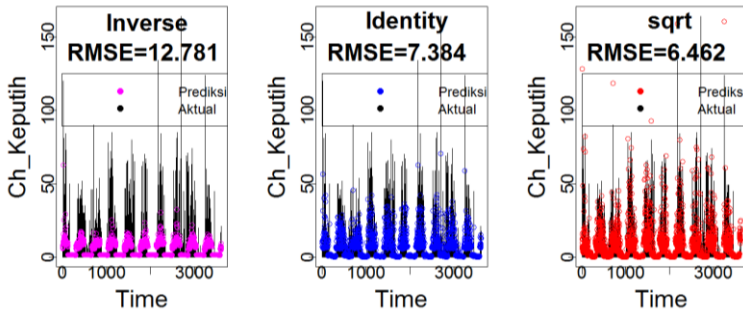 Inverse
RMSE=12.781
Prediksi
Aktual
Ch_Keputih
0
50
100
150
0
1000
3000
Time
Identity
RMSE=7.384
Prediksi
Aktual
Ch_Keputih
0
50
100
150
0
1000
3000
Time
sqrt
RMSE=6.462
Prediks
Aktual
Ch_Keputih
0
50
100
150
0
1000
3000
Time